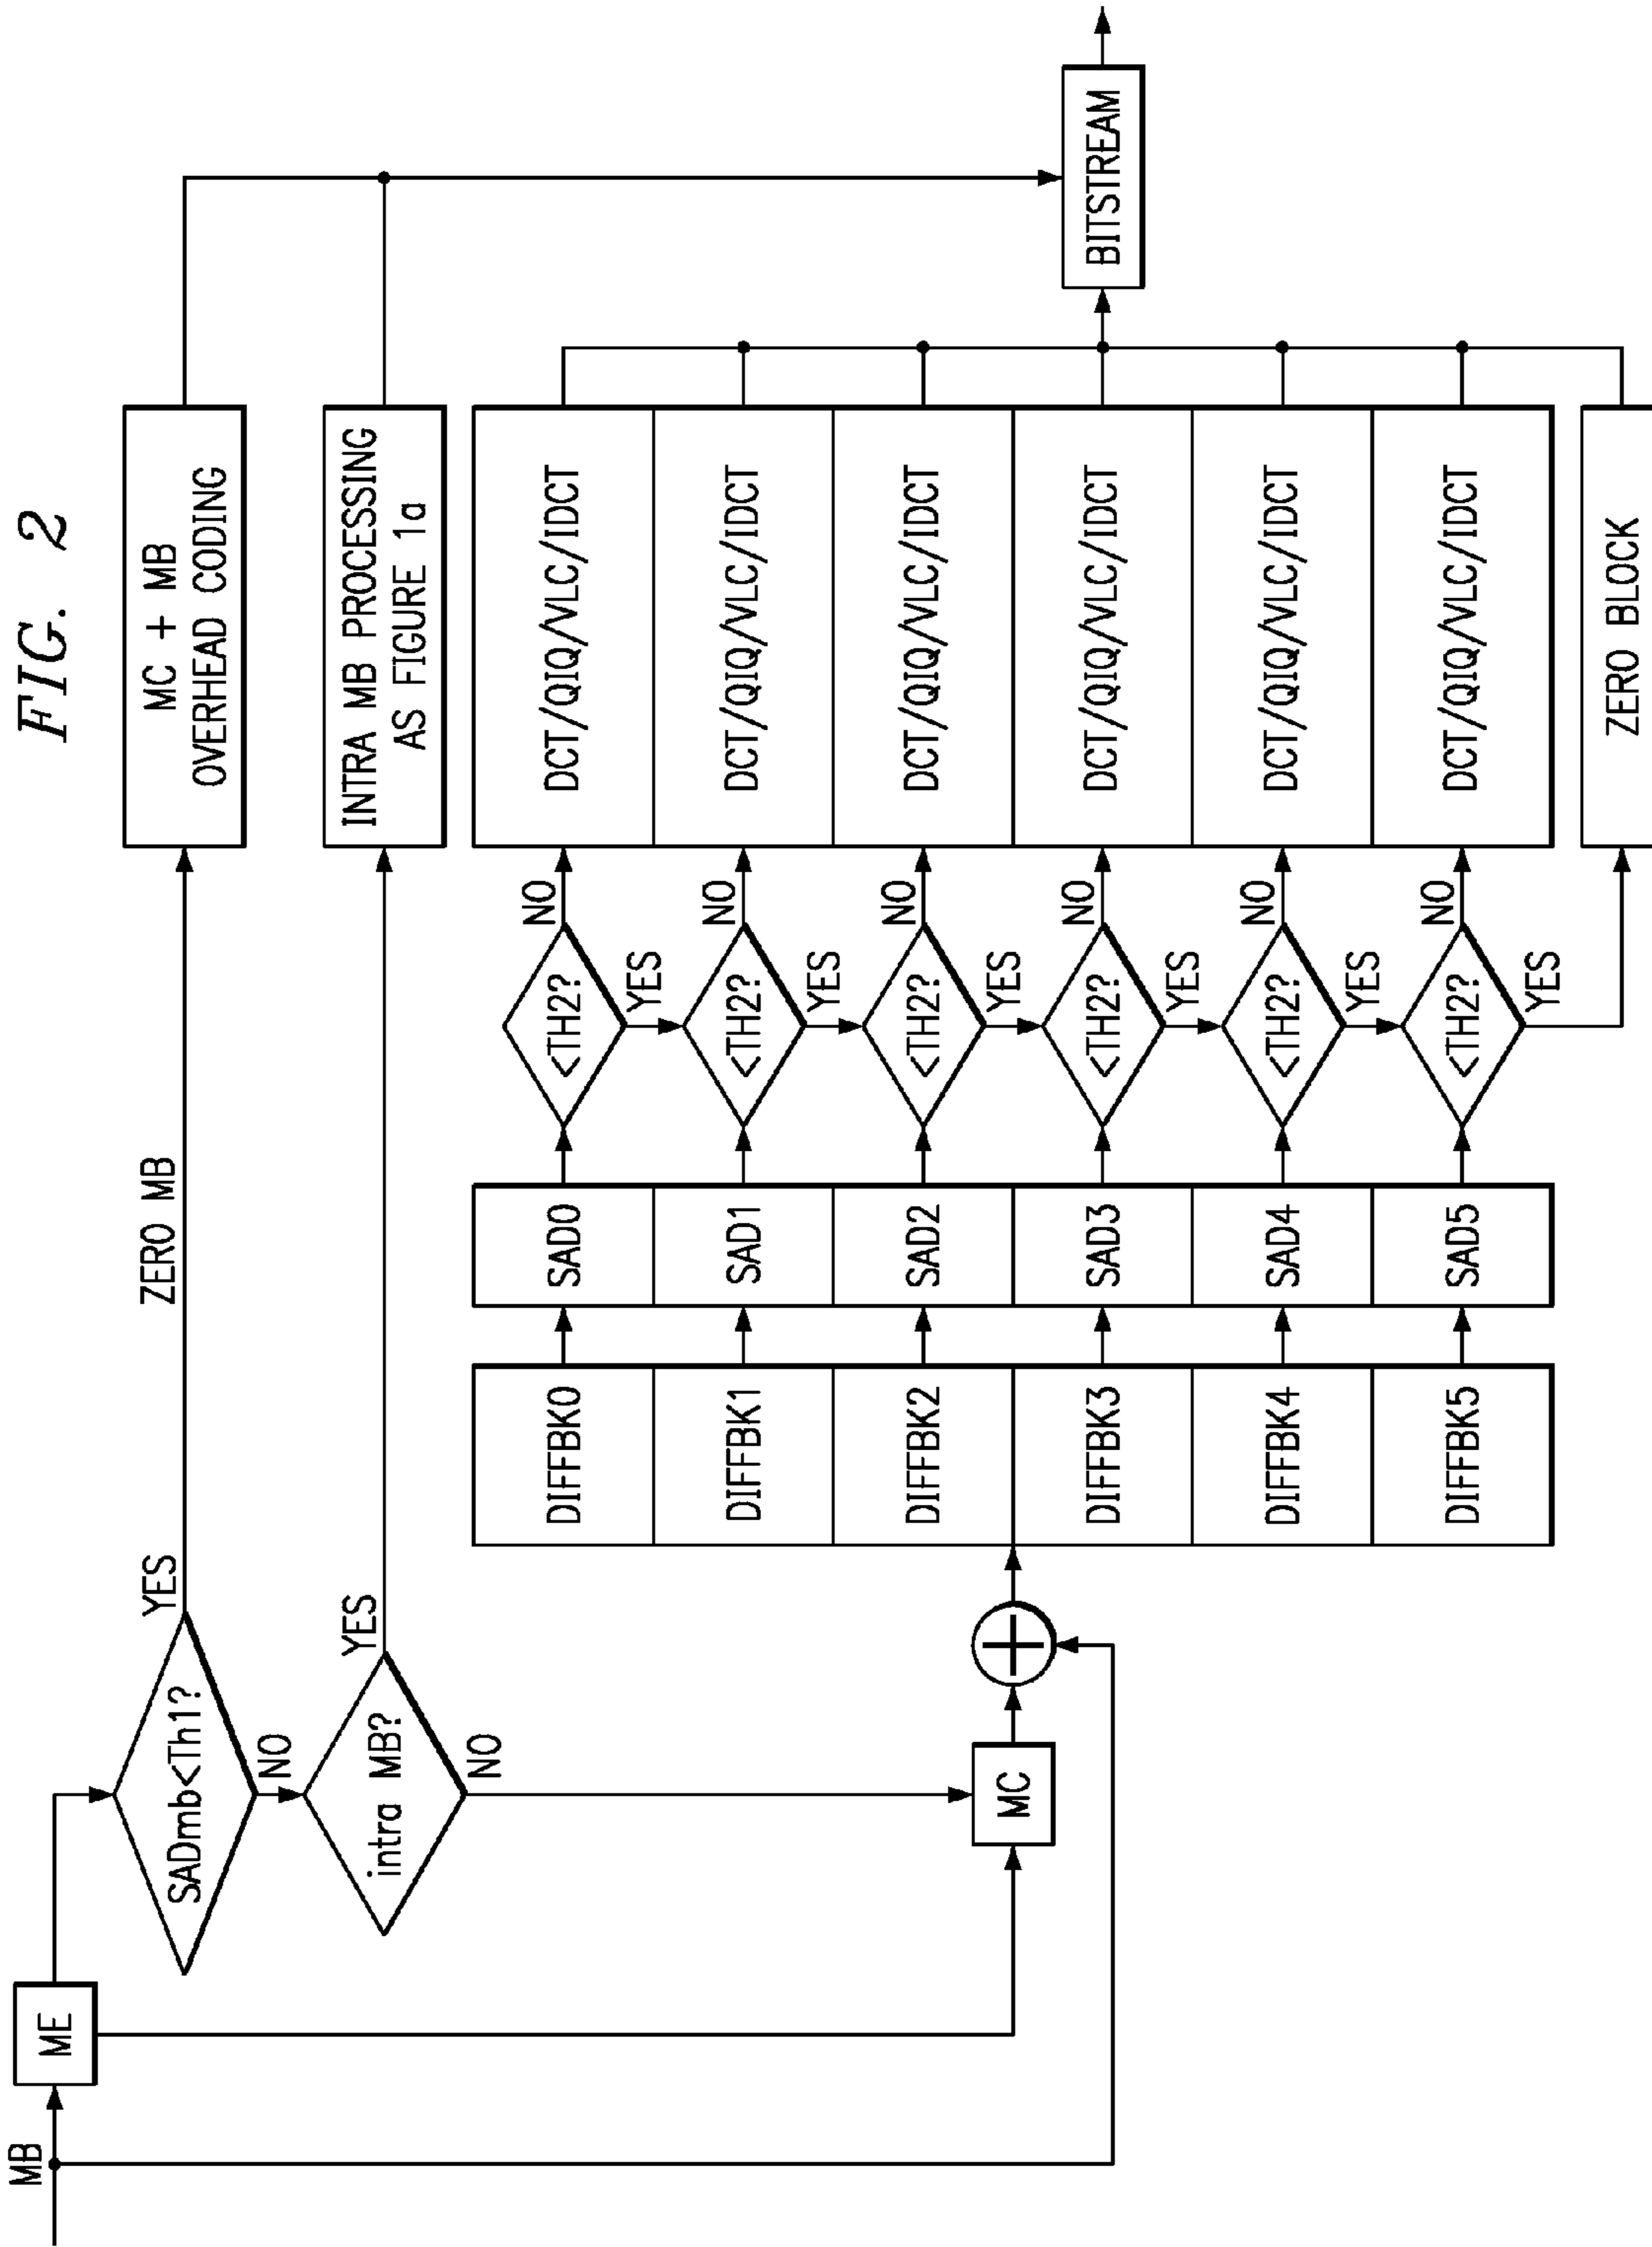 FIG. 2
MB
ME
SADmb<Th1?
YES
ZERO MB
MC + MB
OVERHEAD CODING
NO
intra MB?
YES
INTRA MB PROCESSING
AS FIGURE 1a
NO
MC
DIFFBK0
SAD0
<TH2?
NO
DCT/QIQ/VLC/IDCT
YES
DIFFBK1
SAD1
<TH2?
NO
DCT/QIQ/VLC/IDCT
YES
DIFFBK2
SAD2
<TH2?
NO
DCT/QIQ/VLC/IDCT
YES
DIFFBK3
SAD3
<TH2?
NO
DCT/QIQ/VLC/IDCT
YES
DIFFBK4
SAD4
<TH2?
NO
DCT/QIQ/VLC/IDCT
YES
DIFFBK5
SAD5
<TH2?
NO
DCT/QIQ/VLC/IDCT
YES
ZERO BLOCK
BITSTREAM